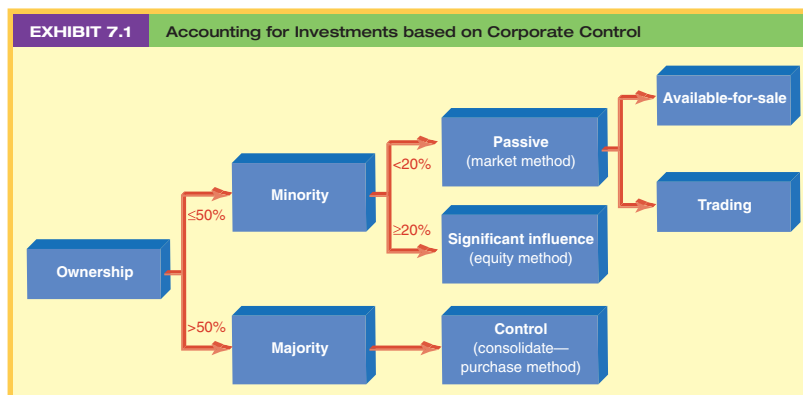 EXHIBIT 7.1
Accounting for Investments based on Corporate Control
Available-for-sale
Passive
(market method)
<20%
Minority
Trading
≤50%
≥20%
Significant influence
(equity method)
Ownership
>50%
Majority
Control
(consolidate—
purchase method)